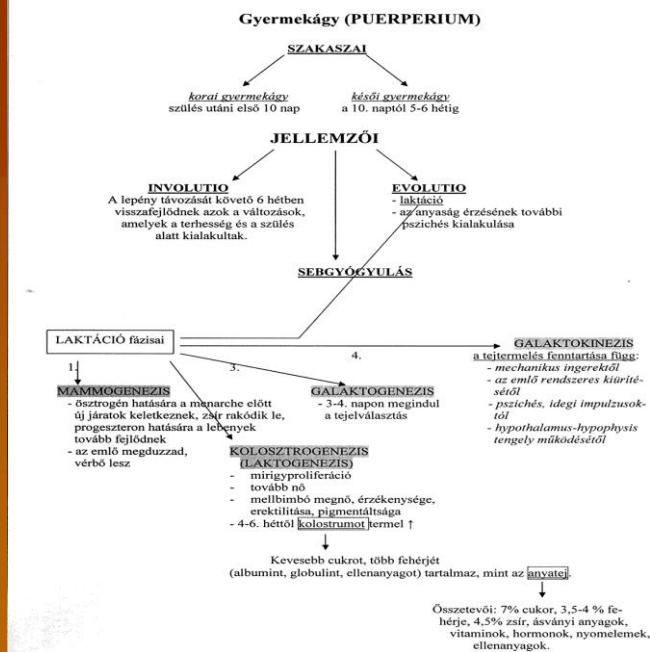 Gyermekágy (PUERPERIUM)
SZAKASZAI
korai gyermekágy
szülés utáni első 10 nap
késői gyermekágy
a 10. naptól 5-6 hétig
JELLEMZŐI
INVOLUTIO
A lepény távozását követő 6 hétben
visszafejlődnek azok a változások,
amelyek a terhesség és a szülés
alatt kialakultak.
EVOLUTIO
- laktáció
- az anyaság érzésének további
pszichés kialakulása
SEBGYÓGYULÁS
LAKTÁCIÓ fázisai
1.
3.
4.
MAMMOGENEZIS
- ösztrogén hatására a menarche előtt
új járatok keletkeznek, zsír rakódik le,
progeszteron hatására a lebenyek
tovább fejlődnek
- az emlő megduzzad,
vérbő lesz
GALAKTOGENEZIS
- 3-4. napon megindul
a tejelválasztás
GALAKTOKINEZIS
a tejtermelés fenntartása függ:
- mechanikus ingerektől
- az emlő rendszeres kiüríté-
sétől
- pszichés, idegi impulzusok-
tól
- hypothalamus-hypophysis
tengely működésétől
KOLOSZTROGENEZIS
(LAKTOGENEZIS)
- mirigyproliferáció
- tovább nő
- mellbimbó megnő, érzékenysége,
erektilitása, pigmentáltsága
- 4-6. héttől kolostrumot termel ↑
Kevesebb cukrot, több fehérjét
(albumint, globulint, ellenanyagot) tartalmaz, mint az anyatej.
Összetevői: 7% cukor, 3,5-4 % fe-
hérje, 4,5% zsír, ásványi anyagok,
vitaminok, hormonok, nyomelemek,
ellenanyagok.